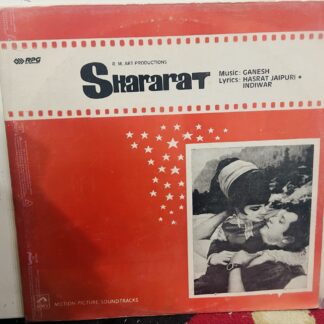 RPG
R. M. ART PRODUCTIONS
SHARARAT
Music: GANESH
Lyrics: HASRAT JAIPURI •
INDIWAR
MOTION PICTURE SOUNDTRACKS